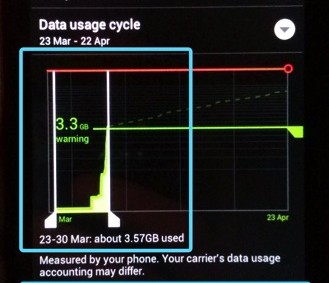 Data usage cycle
23 Mar - 22 Apr
3.3 GB
warning
Mar
23 Apr
23-30 Mar: about 3.57GB used
Measured by your phone. Your carrier's data usage
accounting may differ.